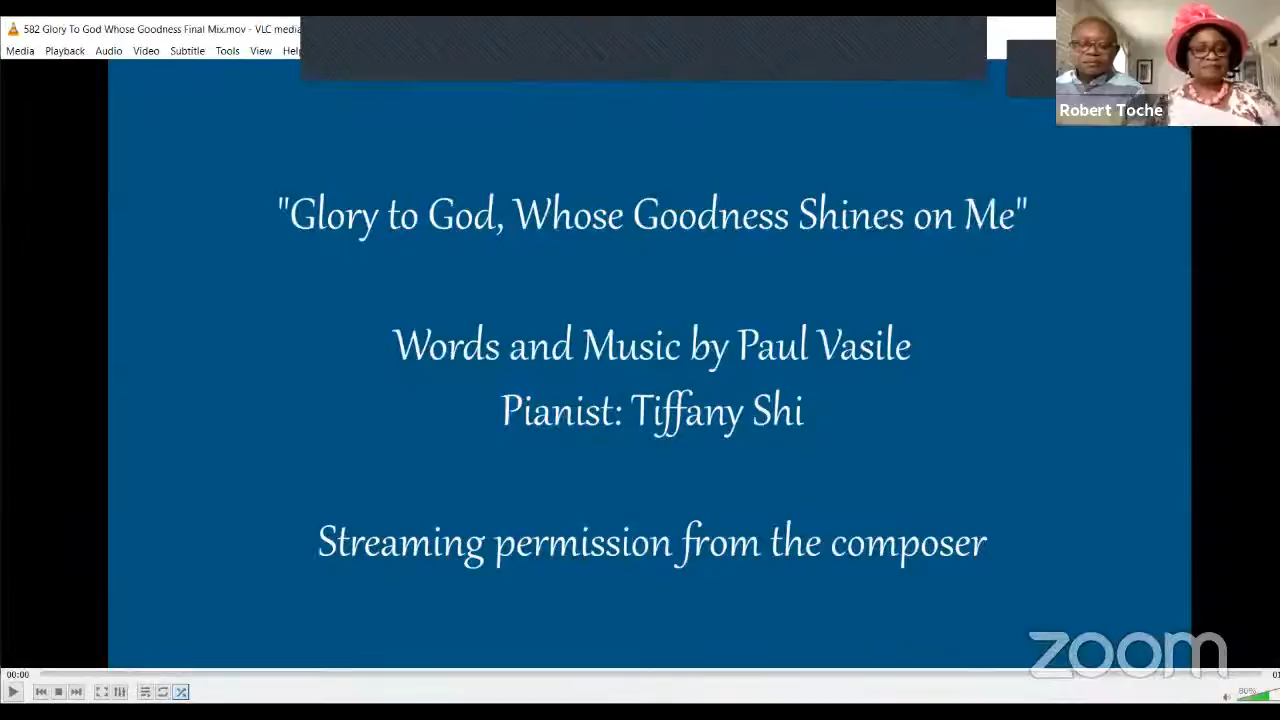 582 Glory To God Whose Goodness Final Mix.mov - VLC media
Media Playback Audio Video Subtitle Tools View Help
Robert Toche
"Glory to God, Whose Goodness Shines on Me"
Words and Music by Paul Vasile
Pianist: Tiffany Shi
Streaming permission from the composer
zoom
00:00
80%